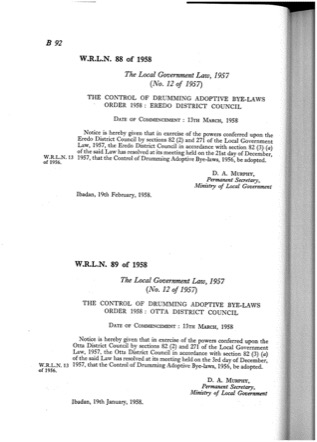 B 92
W.R.L.N. 88 of 1958
The Local Government Law, 1957
(No. 12 of 1957)
THE CONTROL OF DRUMMING ADOPTIVE BYE-LAWS
ORDER 1958 : EREDO DISTRICT COUNCIL
DATE OF COMMENCEMENT : 13TH MARCH, 1958
Notice is hereby given that in exercise of the powers conferred upon the
Eredo District Council by sections 82 (2) and 271 of the Local Government
Law, 1957, the Eredo District Council in accordance with section 82 (3) (a)
of the said Law has resolved at its meeting held on the 21st day of December,
W.R.L.N. 13 1957, that the Control of Drumming Adoptive Bye-laws, 1956, be adopted.
of 1956.
D. A. MURPHY,
Permanent Secretary,
Ministry of Local Government
Ibadan, 19th February, 1958.
W.R.L.N. 89 of 1958
The Local Government Law, 1957
(No. 12 of 1957)
THE CONTROL OF DRUMMING ADOPTIVE BYE-LAWS
ORDER 1958 : OTTA DISTRICT COUNCIL
DATE OF COMMENCEMENT : 13TH MARCH, 1958
Notice is hereby given that in exercise of the powers conferred upon the
Otta District Council by sections 82 (2) and 271 of the Local Government
Law, 1957, the Otta District Council in accordance with section 82 (3) (a)
of the said Law has resolved at its meeting held on the 3rd day of December,
W.R.L.N. 13 1957, that the Control of Drumming Adoptive Bye-laws, 1956, be adopted.
of 1956.
D. A. MURPHY,
Permanent Secretary,
Ministry of Local Government
Ibadan, 19th January, 1958.